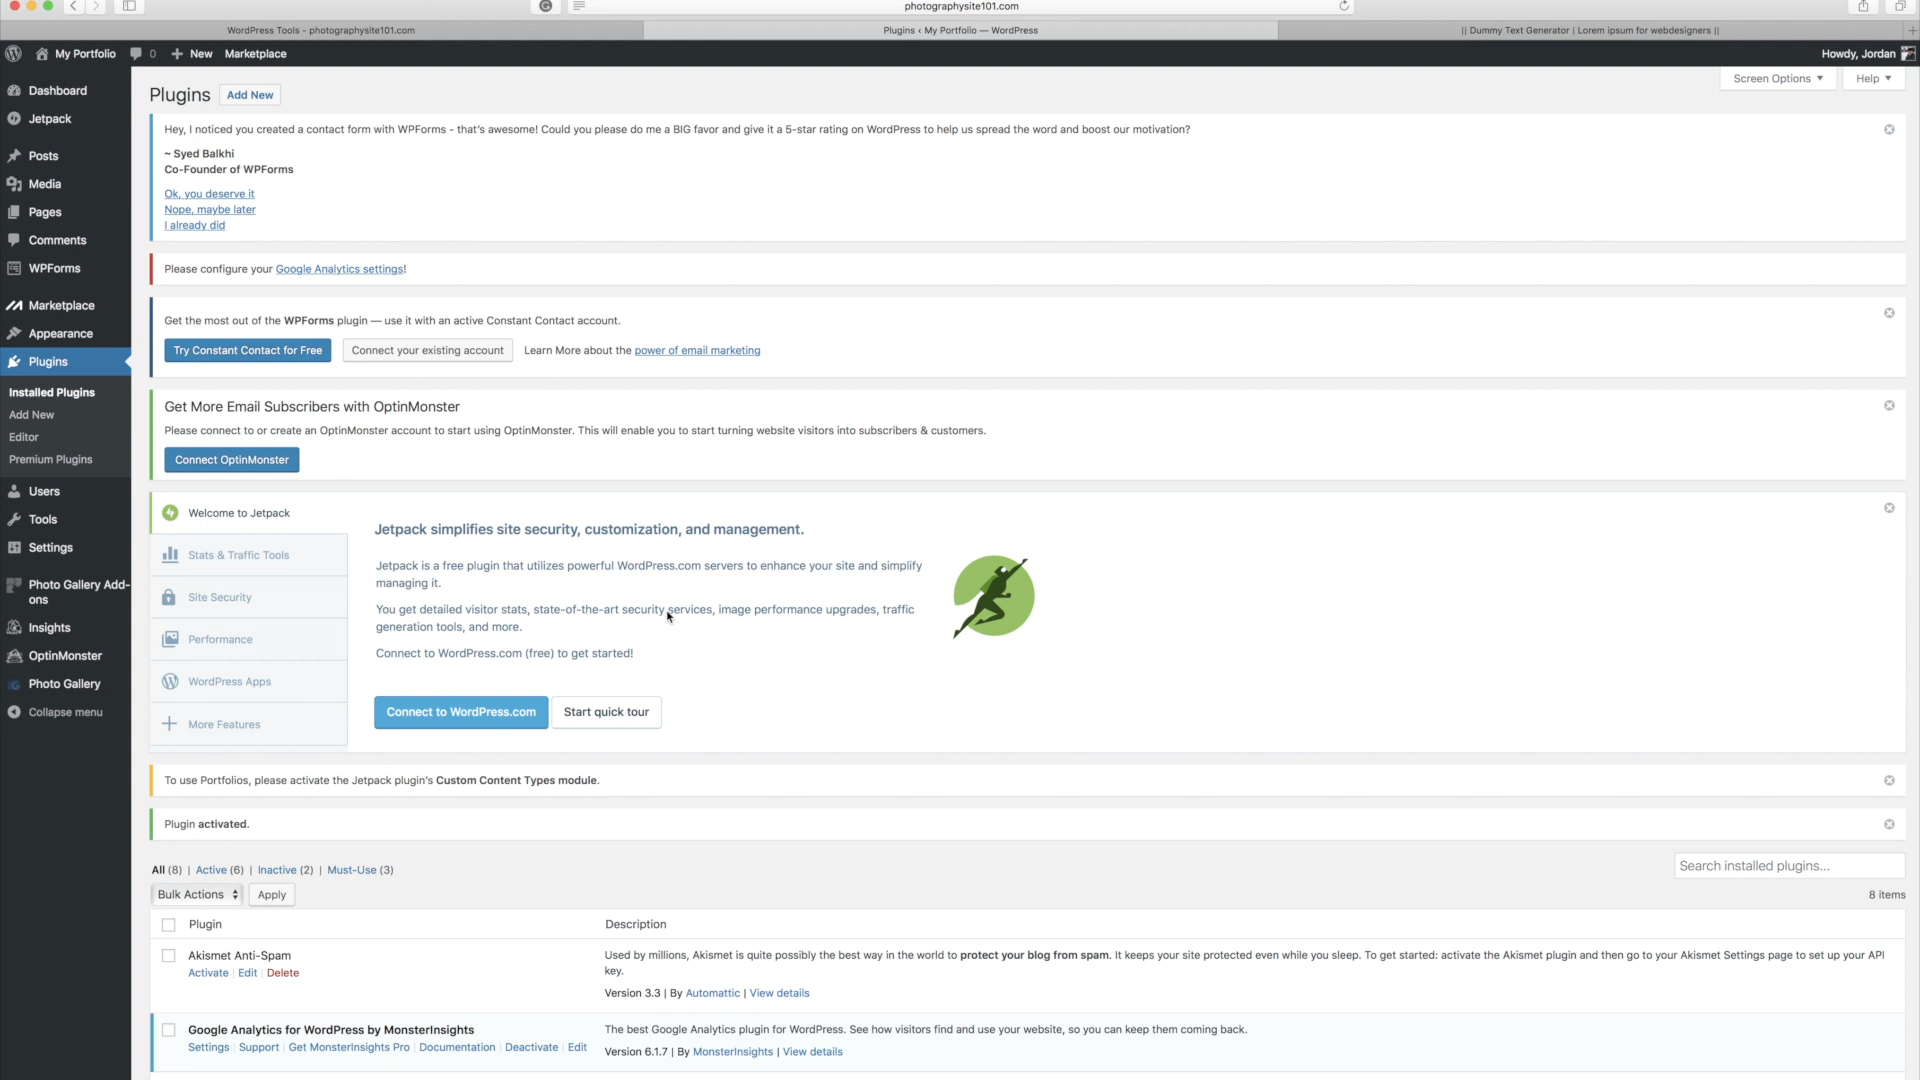 photographysite101.com
WordPress Tools - photographysite101.com
Plugins ‹ My Portfolio — WordPress
|| Dummy Text Generator | Lorem ipsum for webdesigners ||
My Portfolio
0
New
Marketplace
Howdy, Jordan
Dashboard
Jetpack
Posts
Media
Pages
Comments
WPForms
Marketplace
Appearance
Plugins
Installed Plugins
Add New
Editor
Premium Plugins
Users
Tools
Settings
Photo Gallery Add-
ons
Insights
OptinMonster
Photo Gallery
Collapse menu
Screen Options
Help
Plugins
Add New
Hey, I noticed you created a contact form with WPForms - that's awesome! Could you please do me a BIG favor and give it a 5-star rating on WordPress to help us spread the word and boost our motivation?
~ Syed Balkhi
Co-Founder of WPForms
Ok, you deserve it
Nope, maybe later
I already did
Please configure your Google Analytics settings!
Get the most out of the WPForms plugin — use it with an active Constant Contact account.
Try Constant Contact for Free
Connect your existing account
Learn More about the power of email marketing
Get More Email Subscribers with OptinMonster
Please connect to or create an OptinMonster account to start using OptinMonster. This will enable you to start turning website visitors into subscribers & customers.
Connect OptinMonster
Welcome to Jetpack
Stats & Traffic Tools
Site Security
Performance
WordPress Apps
More Features
Jetpack simplifies site security, customization, and management.
Jetpack is a free plugin that utilizes powerful WordPress.com servers to enhance your site and simplify
managing it.
You get detailed visitor stats, state-of-the-art security services, image performance upgrades, traffic
generation tools, and more.
Connect to WordPress.com (free) to get started!
Connect to WordPress.com
Start quick tour
To use Portfolios, please activate the Jetpack plugin's Custom Content Types module.
Plugin activated.
All (8) | Active (6) | Inactive (2) | Must-Use (3)
Search installed plugins...
Bulk Actions
Apply
8 items
Plugin
Description
Akismet Anti-Spam
Activate | Edit | Delete
Used by millions, Akismet is quite possibly the best way in the world to protect your blog from spam. It keeps your site protected even while you sleep. To get started: activate the Akismet plugin and then go to your Akismet Settings page to set up your API
key.
Version 3.3 | By Automattic | View details
Google Analytics for WordPress by MonsterInsights
Settings | Support | Get MonsterInsights Pro | Documentation | Deactivate | Edit
The best Google Analytics plugin for WordPress. See how visitors find and use your website, so you can keep them coming back.
Version 6.1.7 | By MonsterInsights | View details